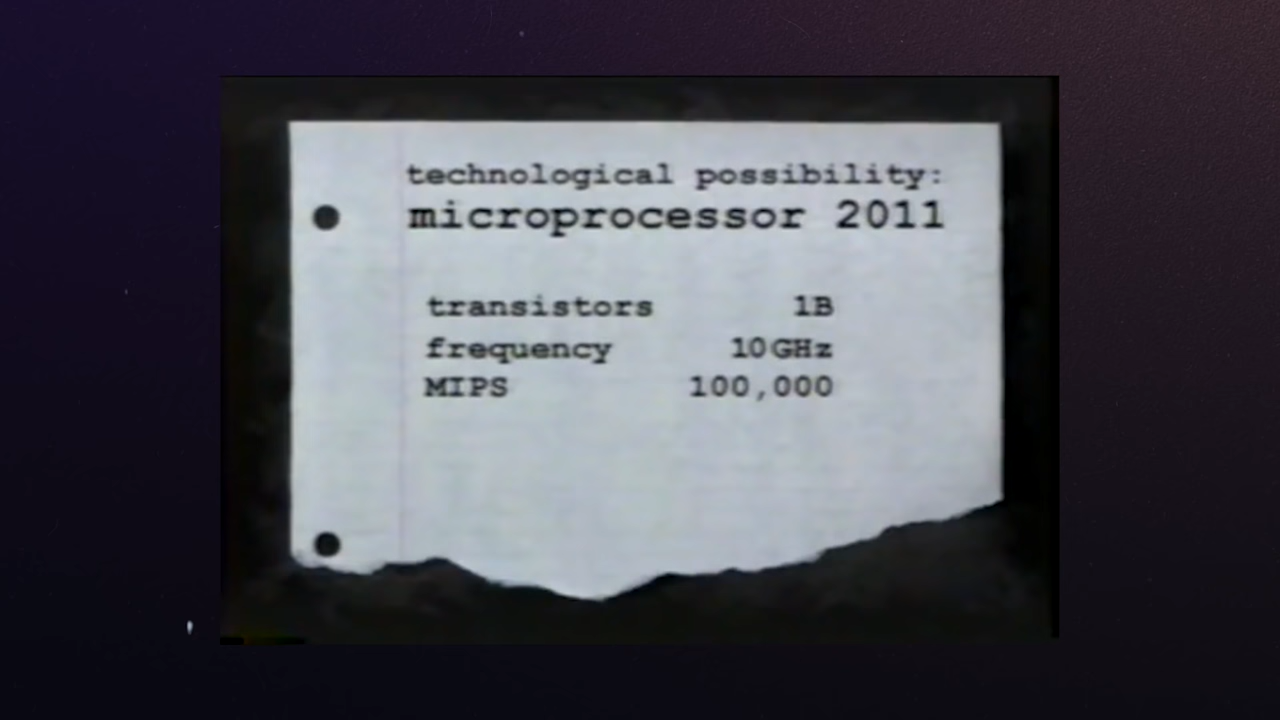 technological possibility:
microprocessor 2011
transistors 1B
frequency 10GHz
MIPS 100,000